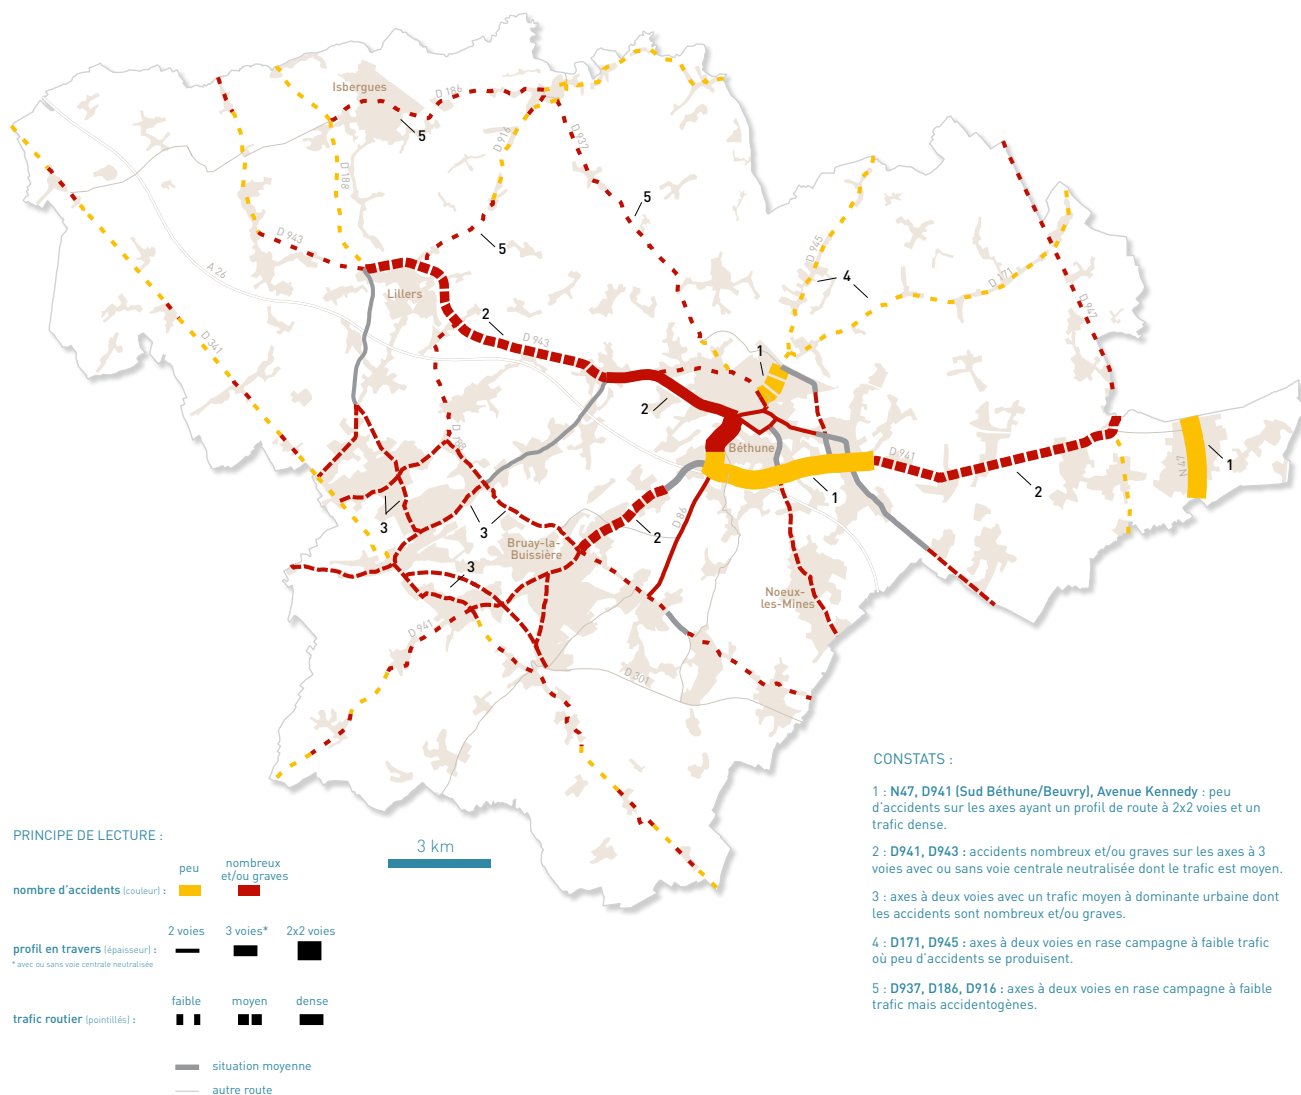 Isbergues
D 186
5
D 916
D 937
D 188
5
5
D 943
A 26
Lillers
D 945
4
D 171
D 947
2
D 943
D 341
1
2
D 188
Béthune
D 941
N 47
1
1
2
3
3
D 86
2
Bruay-la-
Buissière
3
Noeux-
les-Mines
D 941
D 301
3 km
PRINCIPE DE LECTURE :
peu
nombreux
et/ou graves
nombre d'accidents (couleur) :
2 voies 3 voies* 2x2 voies
profil en travers (épaisseur) :
* avec ou sans voie centrale neutralisée
faible moyen dense
trafic routier (pointillés) :
situation moyenne
autre route
CONSTATS :
1 : N47, D941 (Sud Béthune/Beuvry), Avenue Kennedy : peu
d'accidents sur les axes ayant un profil de route à 2x2 voies et un
trafic dense.
2 : D941, D943 : accidents nombreux et/ou graves sur les axes à 3
voies avec ou sans voie centrale neutralisée dont le trafic est moyen.
3 : axes à deux voies avec un trafic moyen à dominante urbaine dont
les accidents sont nombreux et/ou graves.
4 : D171, D945 : axes à deux voies en rase campagne à faible trafic
où peu d'accidents se produisent.
5 : D937, D186, D916 : axes à deux voies en rase campagne à faible
trafic mais accidentogènes.